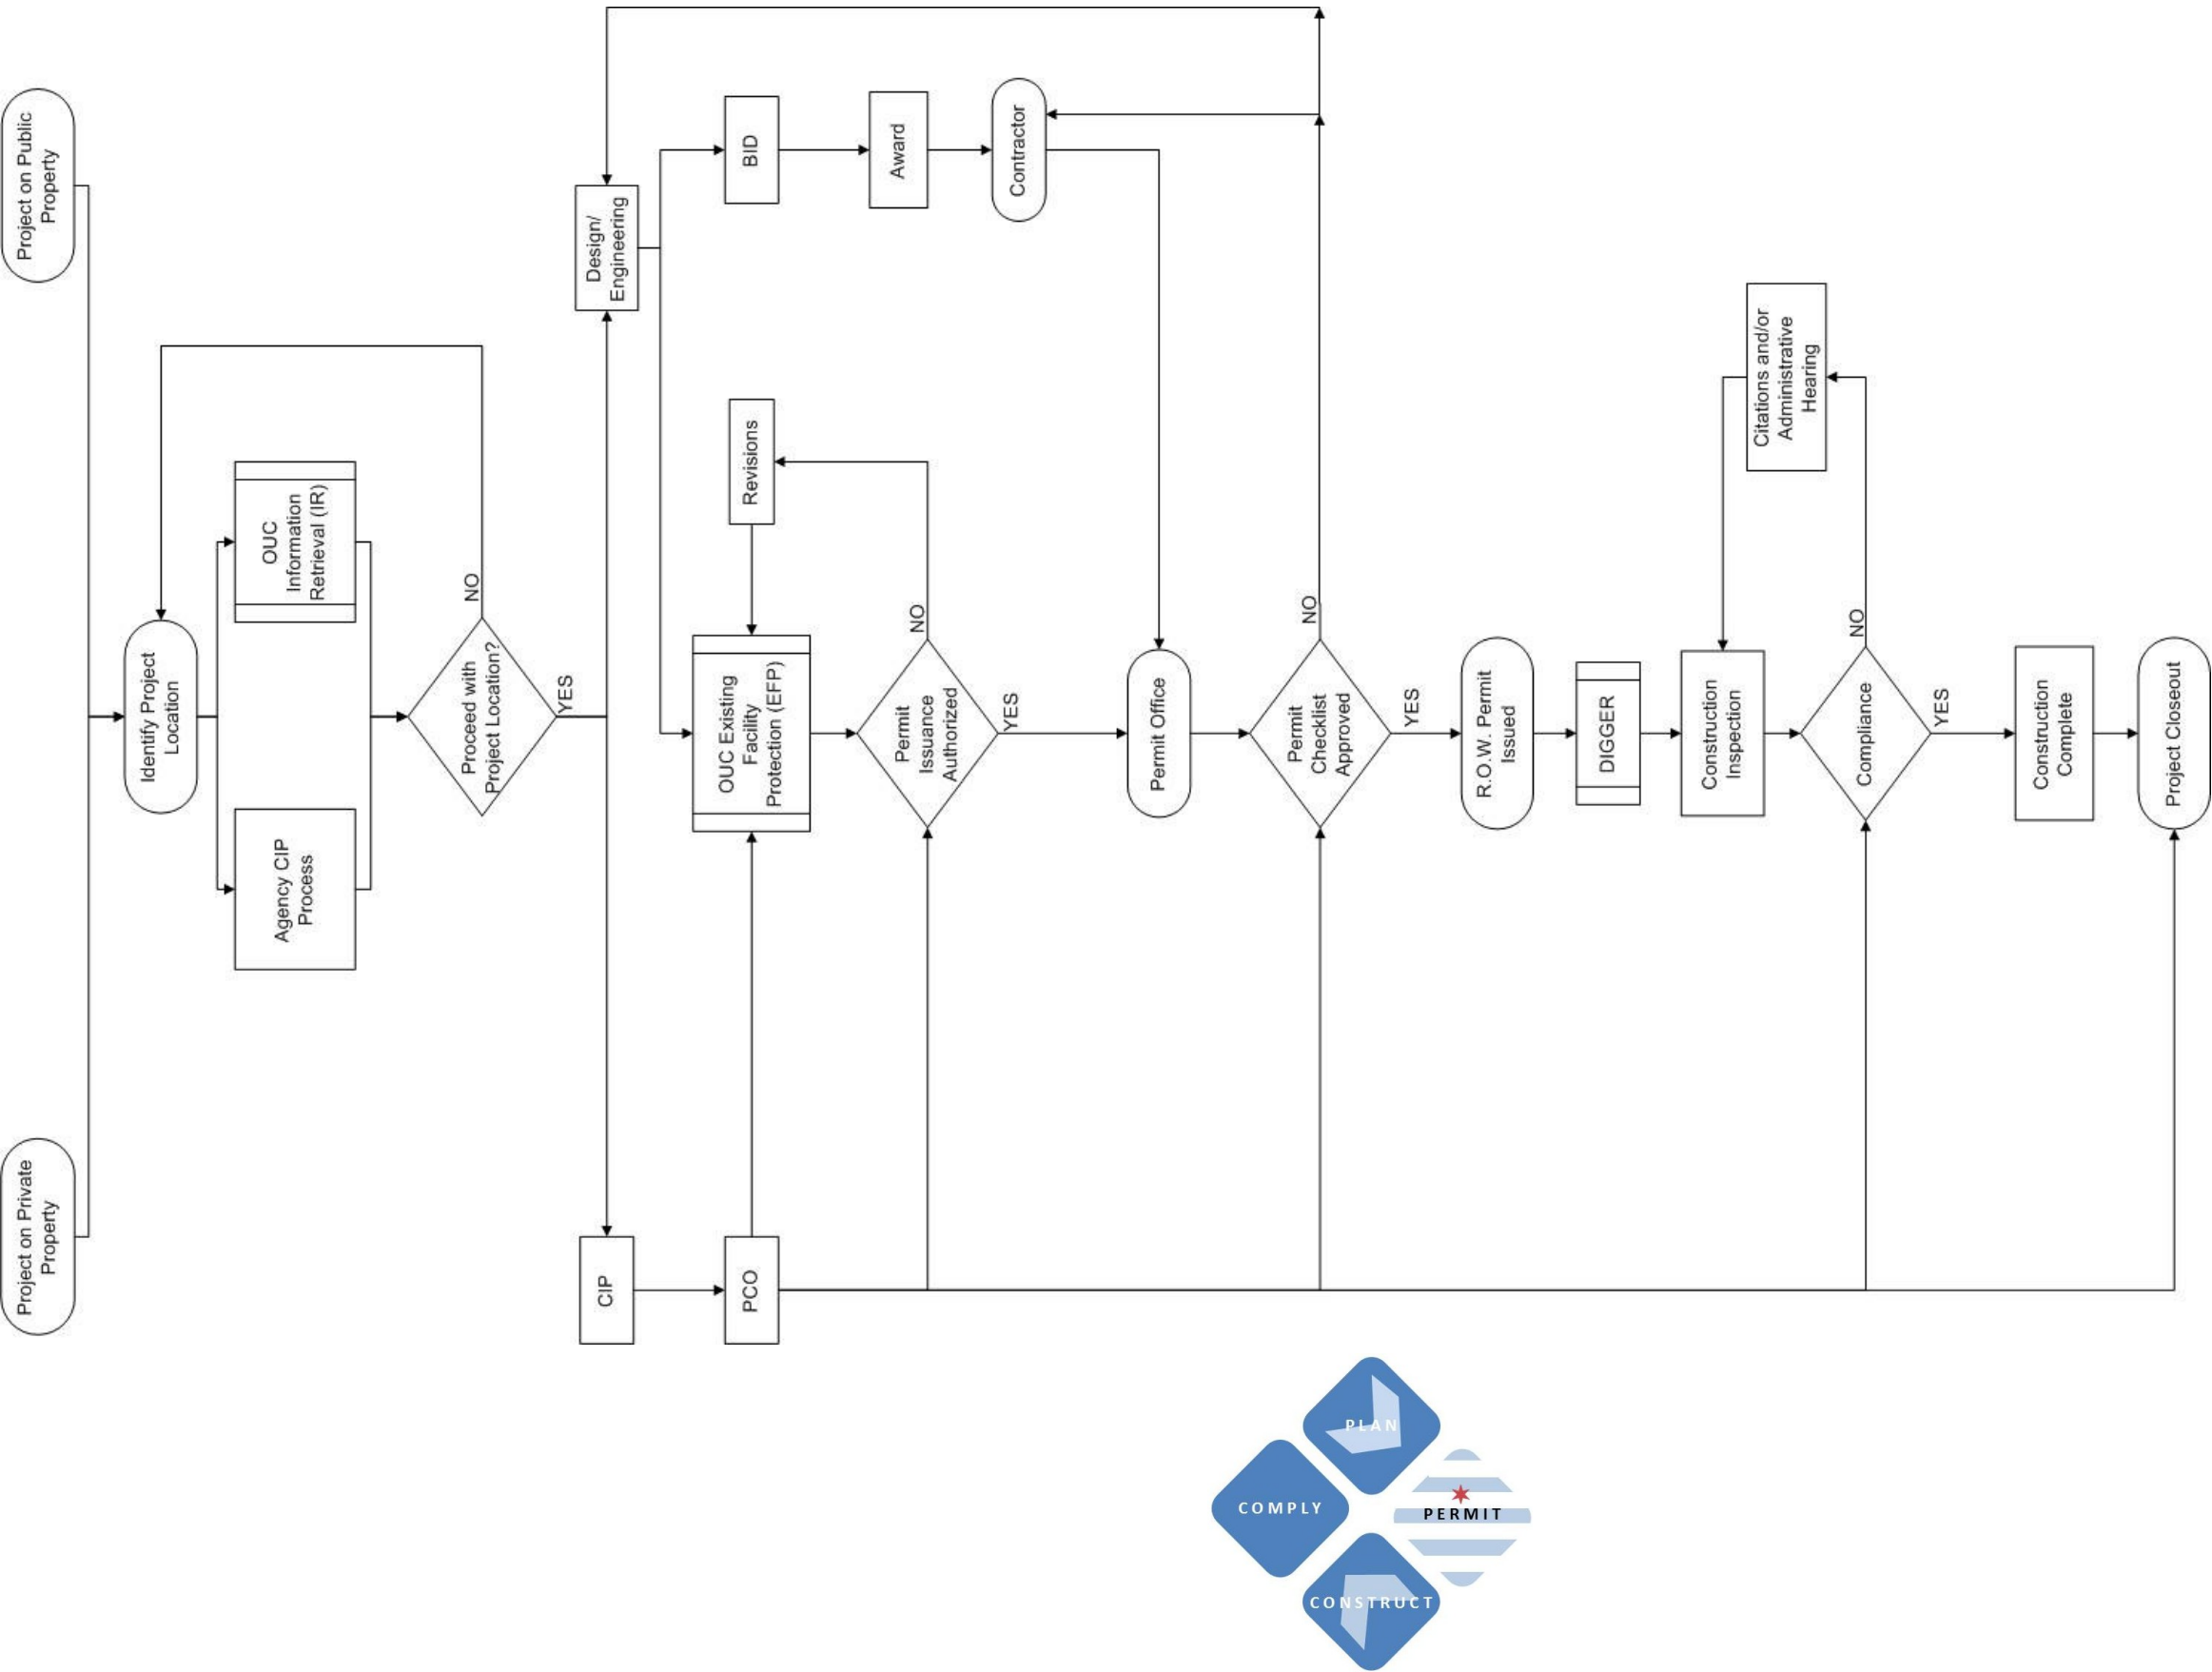 Project on Private
Property
Project on Public
Property
Identify Project
Location
Agency CIP
Process
OUC
Information
Retrieval (IR)
Proceed with
Project Location?
NO
YES
CIP
Design/
Engineering
PCO
OUC Existing
Facility
Protection (EFP)
Revisions
BID
Award
Contractor
Permit
Issuance
Authorized
NO
YES
Permit Office
Permit
Checklist
Approved
NO
YES
R.O.W. Permit
Issued
DIGGER
Construction
Inspection
Citations and/or
Administrative
Hearing
Compliance
NO
YES
Construction
Complete
Project Closeout
PLAN
COMPLY
PERMIT
CONSTRUCT